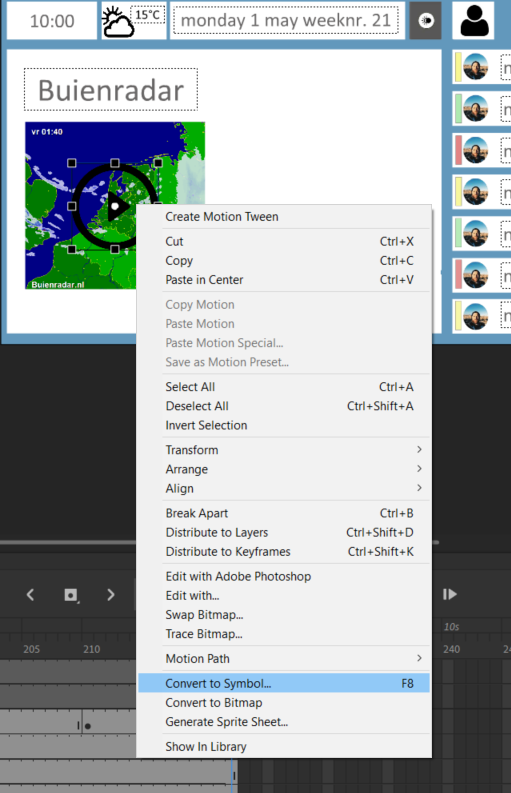 10:00
15°C
monday 1 may weeknr. 21
Buienradar
vr 01:40
Buienradar.nl
Create Motion Tween
Cut Ctrl+X
Copy Ctrl+C
Paste in Center Ctrl+V
Copy Motion
Paste Motion
Paste Motion Special...
Save as Motion Preset...
Select All Ctrl+A
Deselect All Ctrl+Shift+A
Invert Selection
Transform
Arrange
Align
Break Apart Ctrl+B
Distribute to Layers Ctrl+Shift+D
Distribute to Keyframes Ctrl+Shift+K
Edit with Adobe Photoshop
Edit with...
Swap Bitmap...
Trace Bitmap...
Motion Path
Convert to Symbol... F8
Convert to Bitmap
Generate Sprite Sheet...
Show In Library
10s
205 210 240